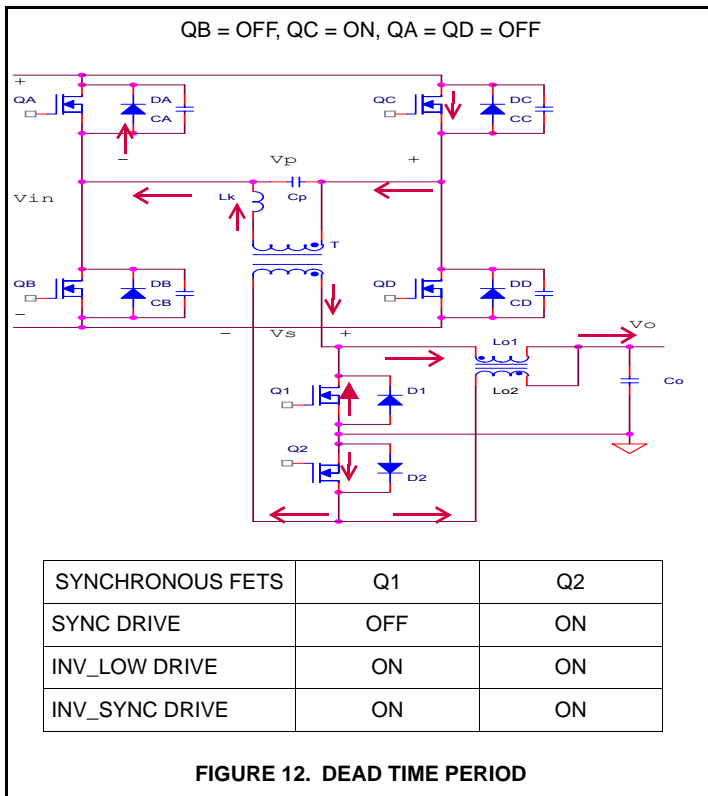 QB = OFF, QC = ON, QA = QD = OFF
+
+
QA
DA
CA
QC
DC
CC
-
Vp
+
Vin
Lk
Cp
T
QB
DB
CB
QD
DD
CD
-
-
Vs
+
Vo
Lo1
Lo2
Co
Q1
D1
Q2
D2
SYNCHRONOUS FETS Q1 Q2
SYNC DRIVE OFF ON
INV_LOW DRIVE ON ON
INV_SYNC DRIVE ON ON
FIGURE 12. DEAD TIME PERIOD